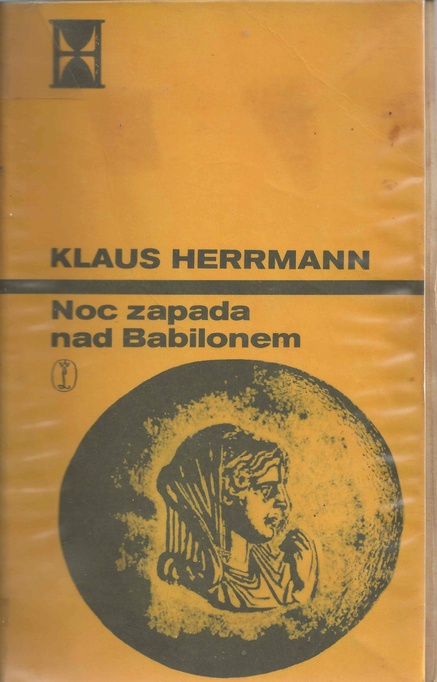 KLAUS HERRMANN
Noc zapada
nad Babilonem